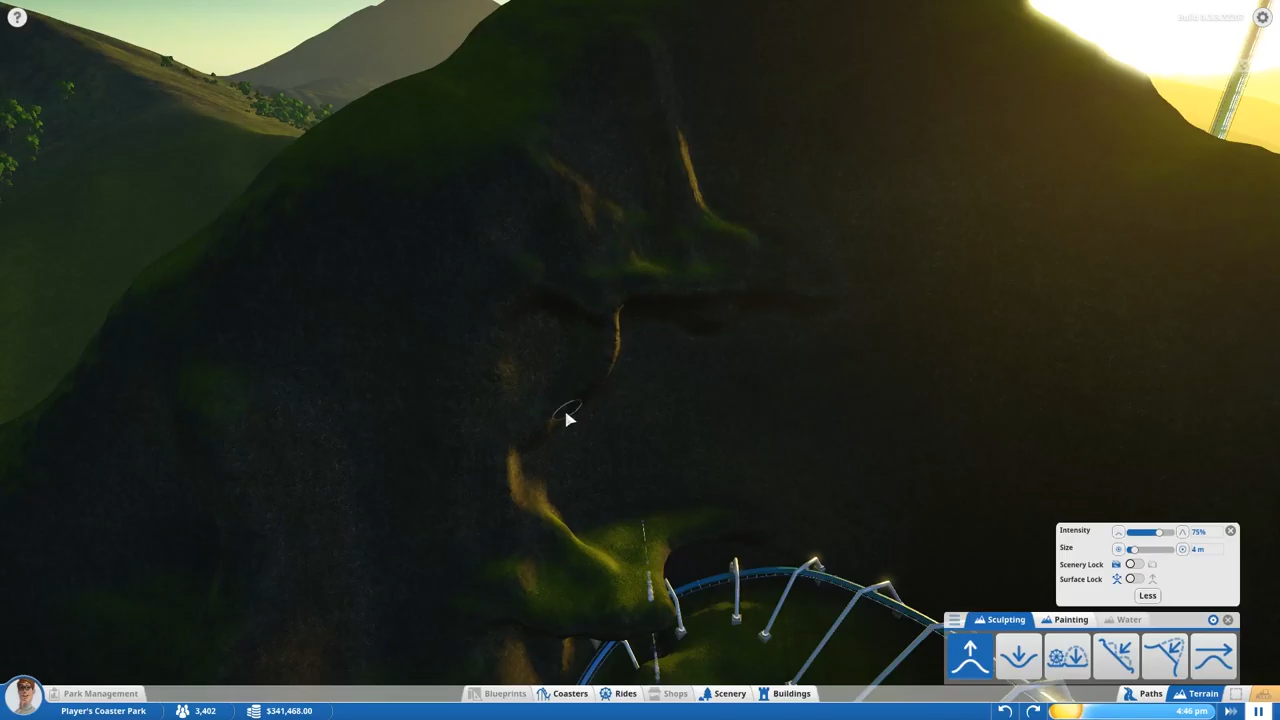 ?
Intensity 75%
Size 4 m
Scenery Lock
Surface Lock
Less
Sculpting Painting Water
Park Management Blueprints Coasters Rides Shops Scenery Buildings Paths Terrain
Player's Coaster Park 3,402 $341,468.00 4:46 pm